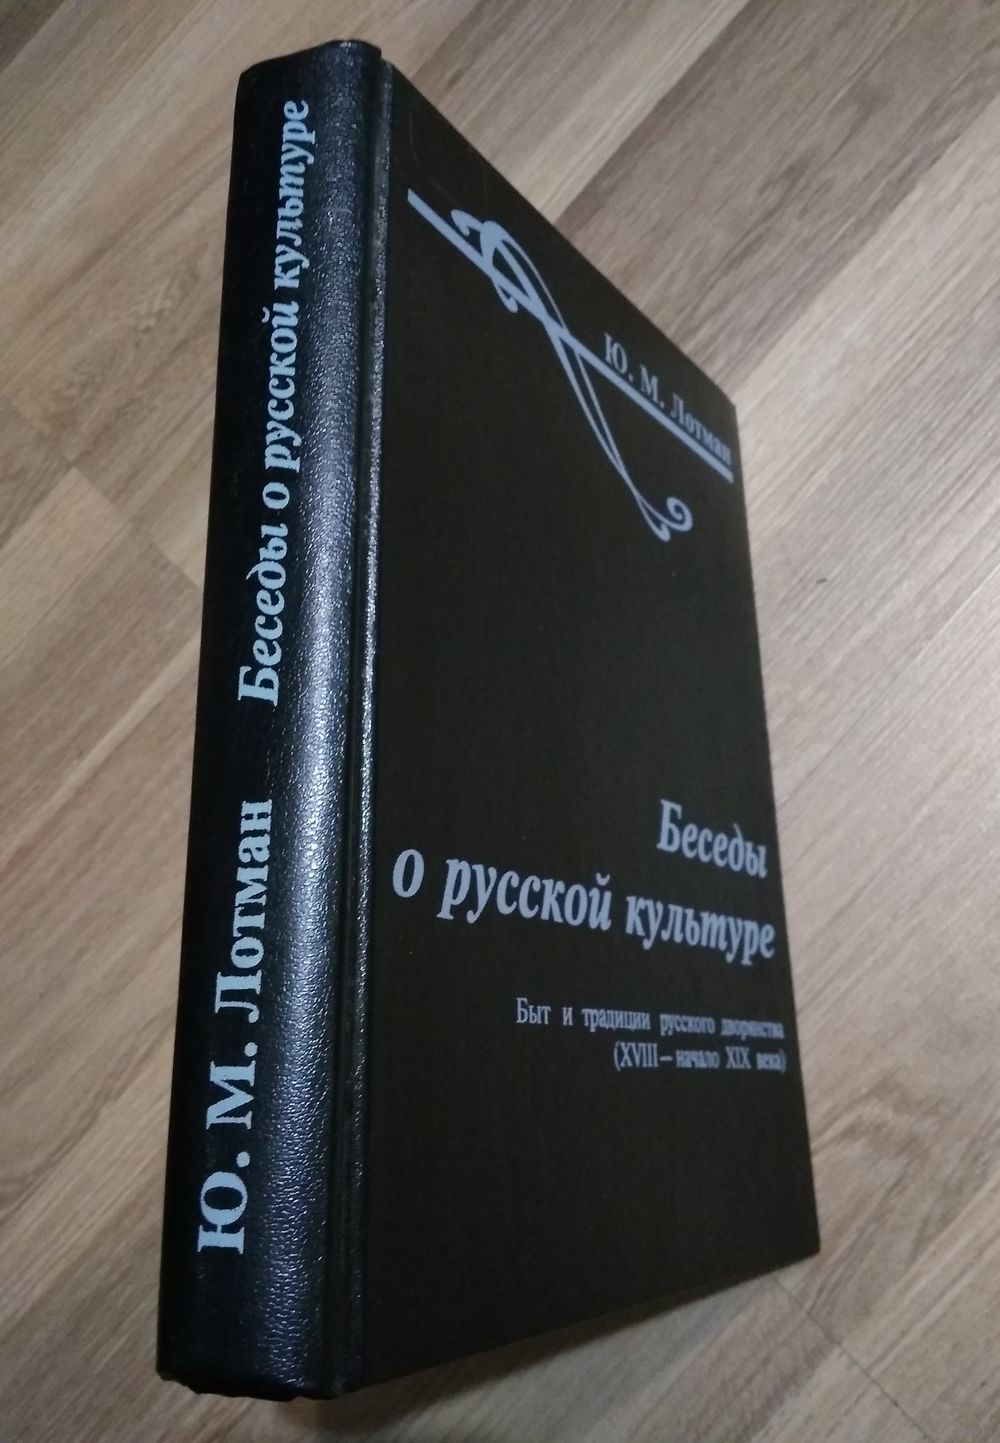 Ю. М. Лотман Беседы о русской культуре
Ю. М. Лотман
Беседы
о русской культуре
Быт и традиции русского дворянства
(XVIII — начало XIX века)